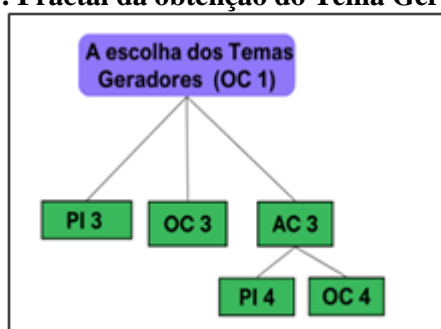 . Fractal da obtenção do Tema Ger
A escolha dos Temas
Geradores (OC 1)
PI 3
OC 3
AC 3
PI 4
OC 4